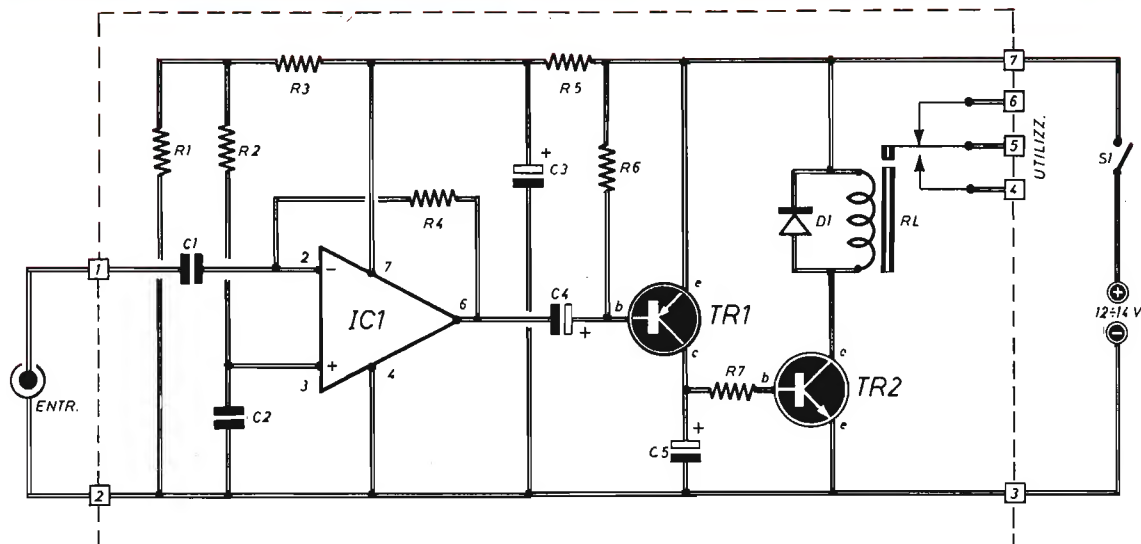 7
R3
R5
6
5
4
UTILIZZ.
S1
R1
R2
R4
C3
+
R6
D1
RL
1
C1
2
-
7
IC1
6
C4
+
b
e
TR1
c
+
12÷14 V
-
3
+
4
ENTR.
C2
R7
b
c
TR2
e
C5
+
2
3